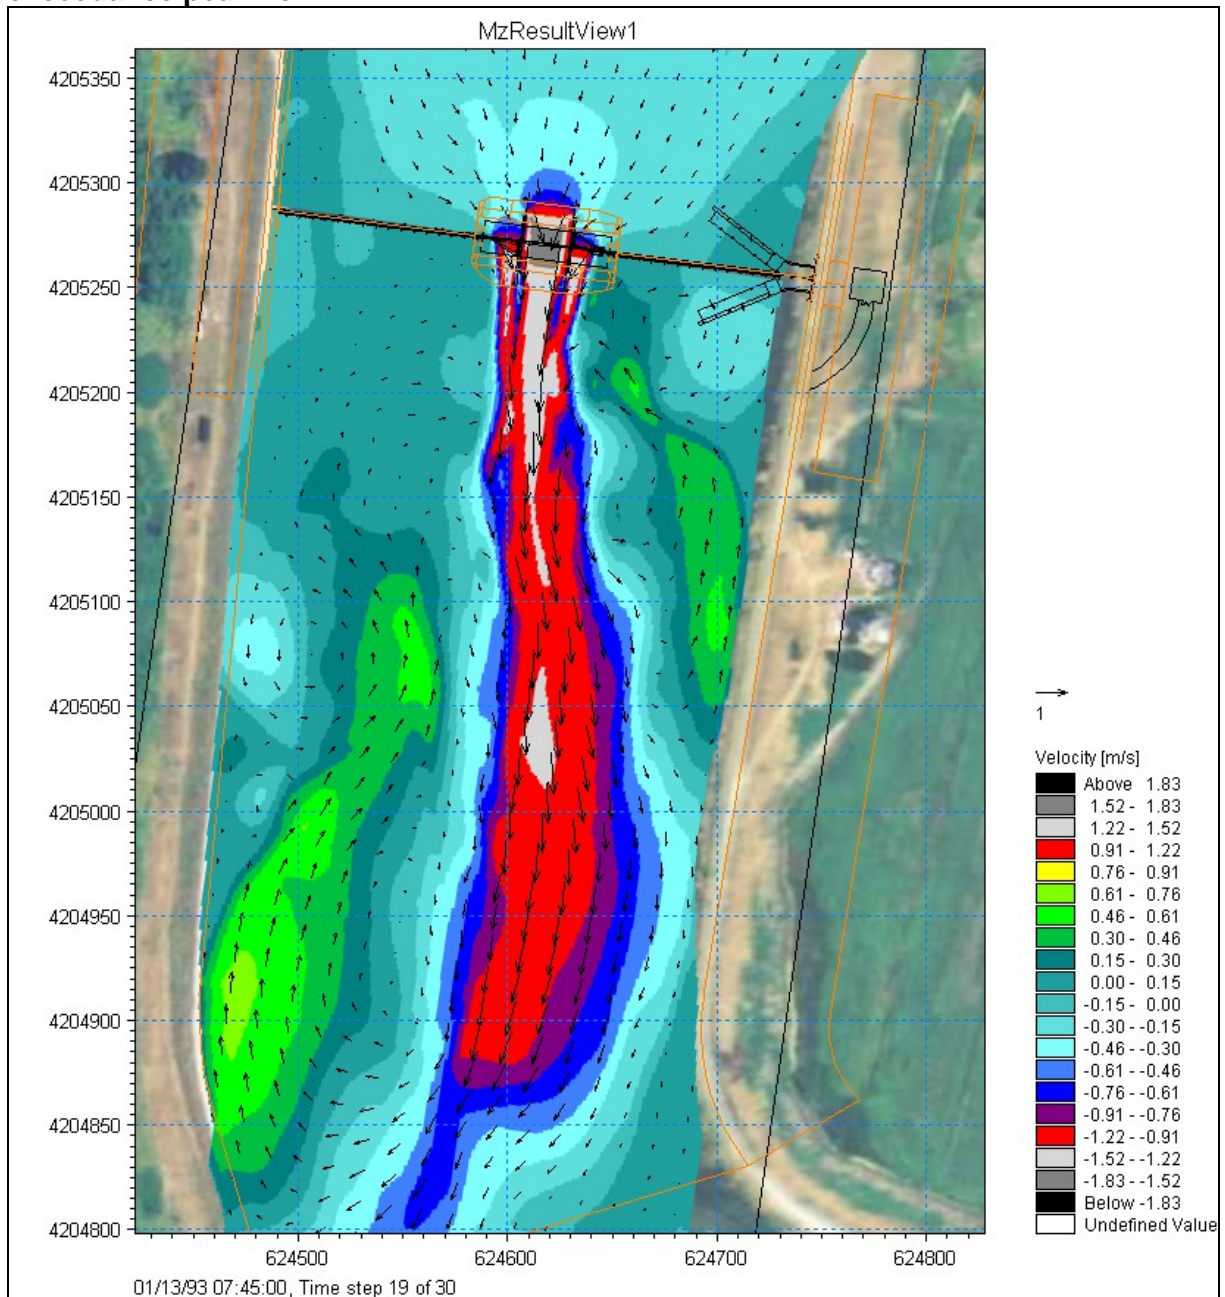 MzResultView1
4205350
4205300
4205250
4205200
4205150
4205100
4205050
4205000
4204950
4204900
4204850
4204800
624500 624600 624700 624800
01/13/93 07:45:00, Time step 19 of 30
1
Velocity [m/s]
Above 1.83
1.52 - 1.83
1.22 - 1.52
0.91 - 1.22
0.76 - 0.91
0.61 - 0.76
0.46 - 0.61
0.30 - 0.46
0.15 - 0.30
0.00 - 0.15
-0.15 - 0.00
-0.30 - -0.15
-0.46 - -0.30
-0.61 - -0.46
-0.76 - -0.61
-0.91 - -0.76
-1.22 - -0.91
-1.52 - -1.22
-1.83 - -1.52
Below -1.83
Undefined Value